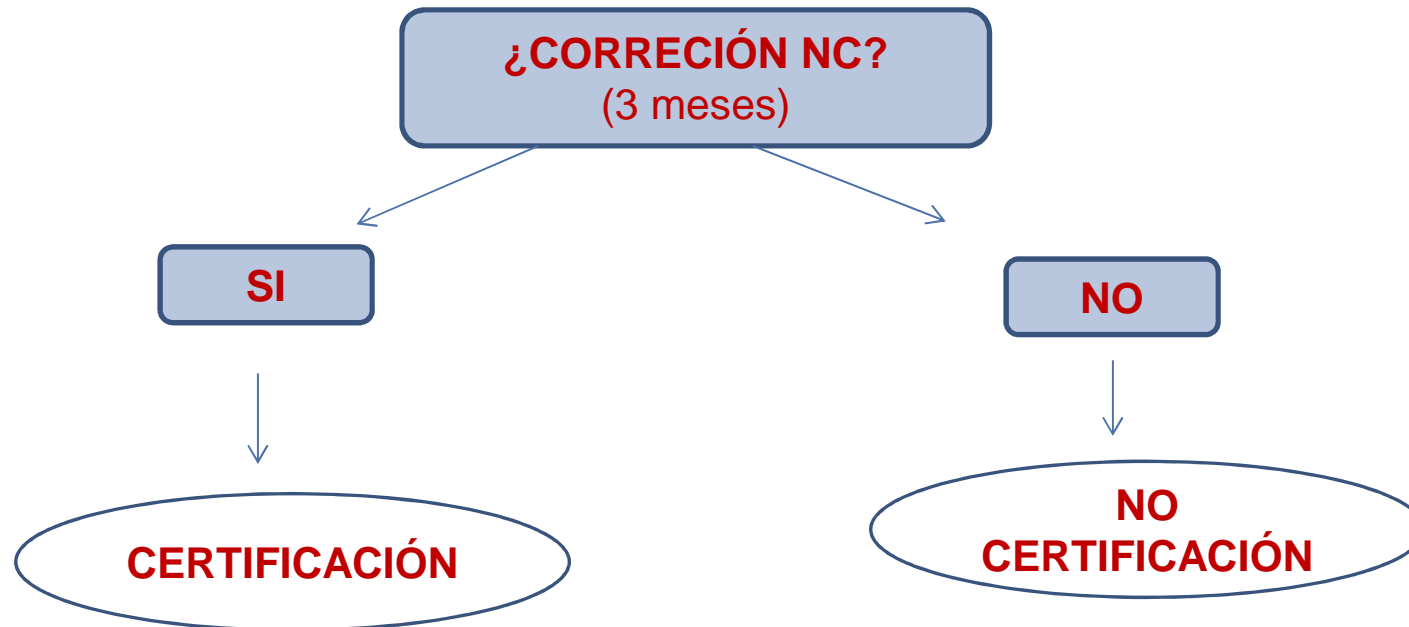 ¿CORRECIÓN NC?
(3 meses)
SI
NO
CERTIFICACIÓN
NO
CERTIFICACIÓN